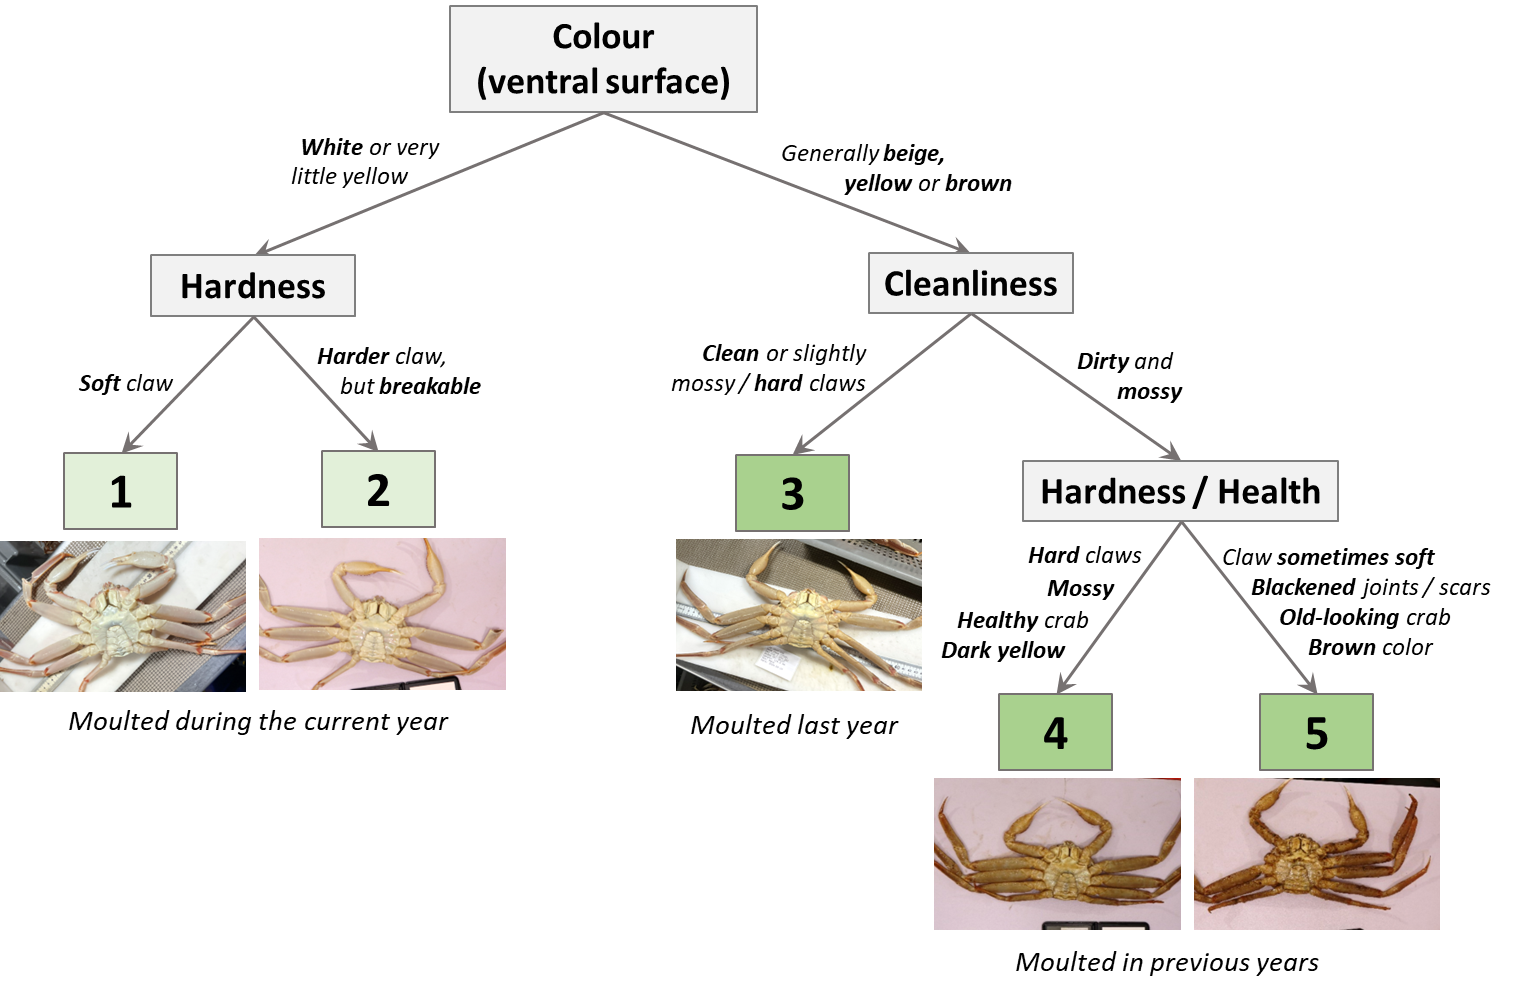 Colour
(ventral surface)
White or very
little yellow
Generally beige,
yellow or brown
Hardness
Cleanliness
Soft claw
Harder claw,
but breakable
Clean or slightly
mossy / hard claws
Dirty and
mossy
1
2
3
Hardness / Health
Moulted during the current year
Moulted last year
Hard claws
Mossy
Healthy crab
Dark yellow
Claw sometimes soft
Blackened joints / scars
Old-looking crab
Brown color
4
5
Moulted in previous years